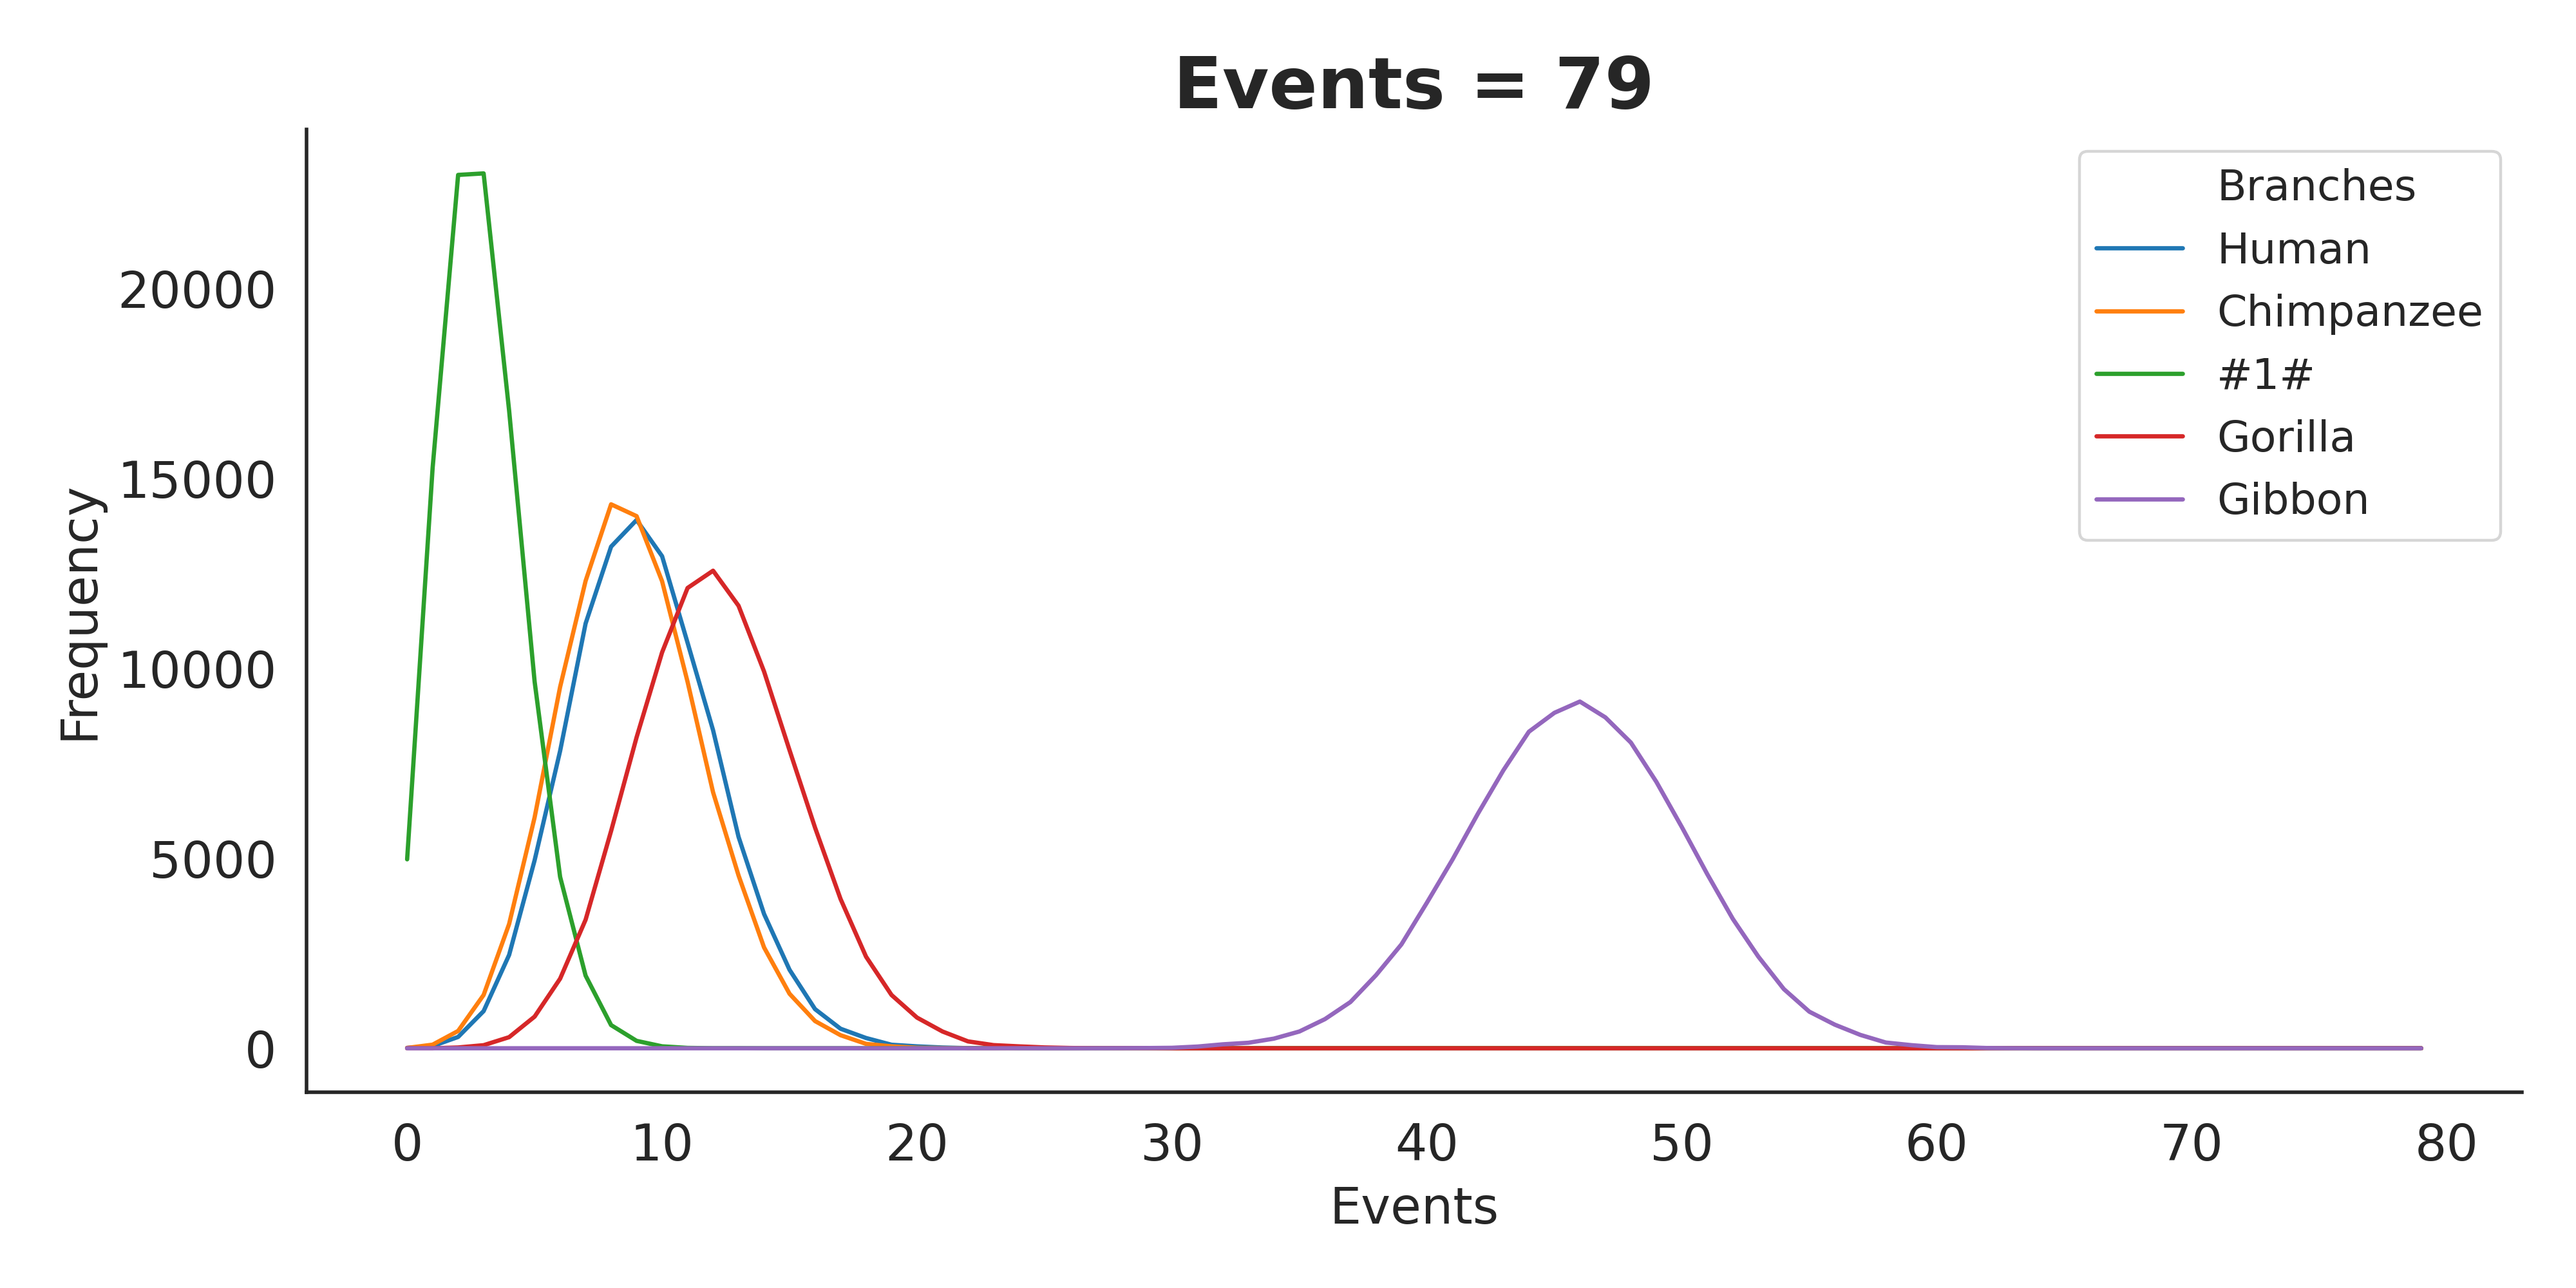 Events = 79
Branches
Human
Chimpanzee
#1#
Gorilla
Gibbon
Frequency
20000
15000
10000
5000
0
0 10 20 30 40 50 60 70 80
Events